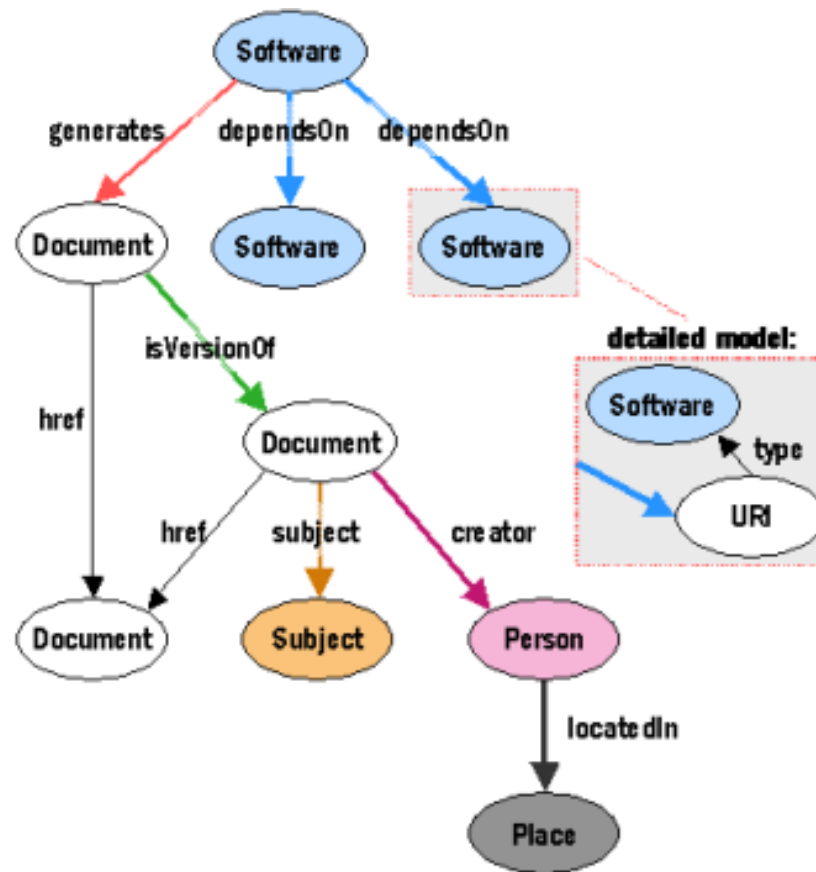 Software
generates
dependsOn
dependsOn
Document
Software
Software
isVersionOf
detailed model:
Software
href
Document
type
URI
href
subject
creator
Document
Subject
Person
locatedIn
Place